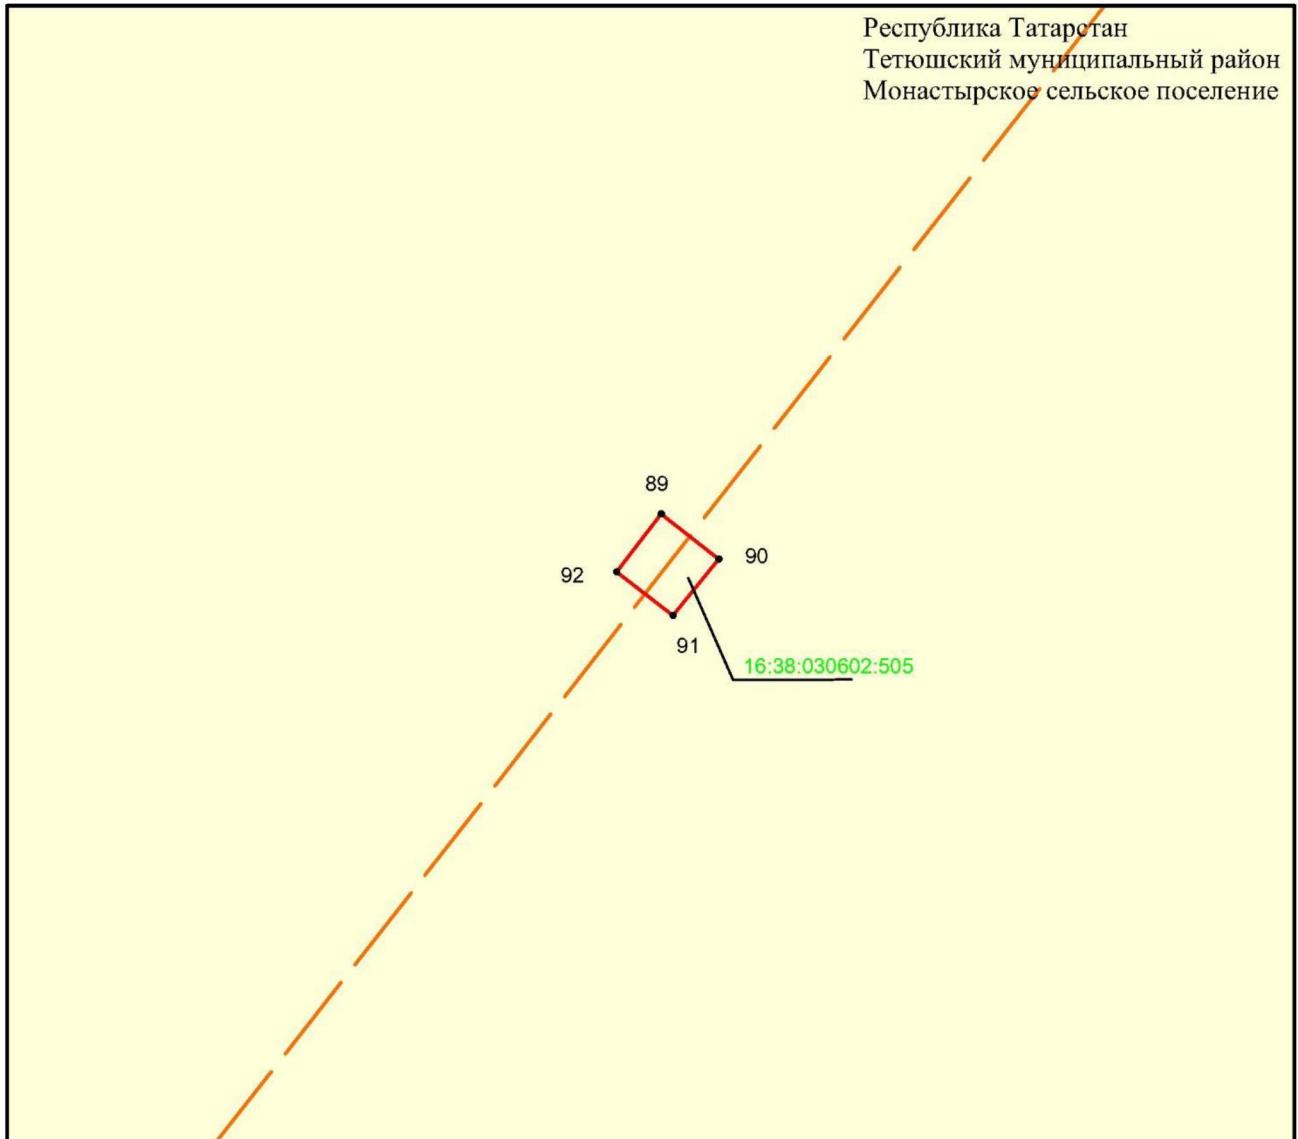 Республика Татарстан
Тетюшский муниципальный район
Монастырское сельское поселение
89
90
92
91
16:38:030602:505